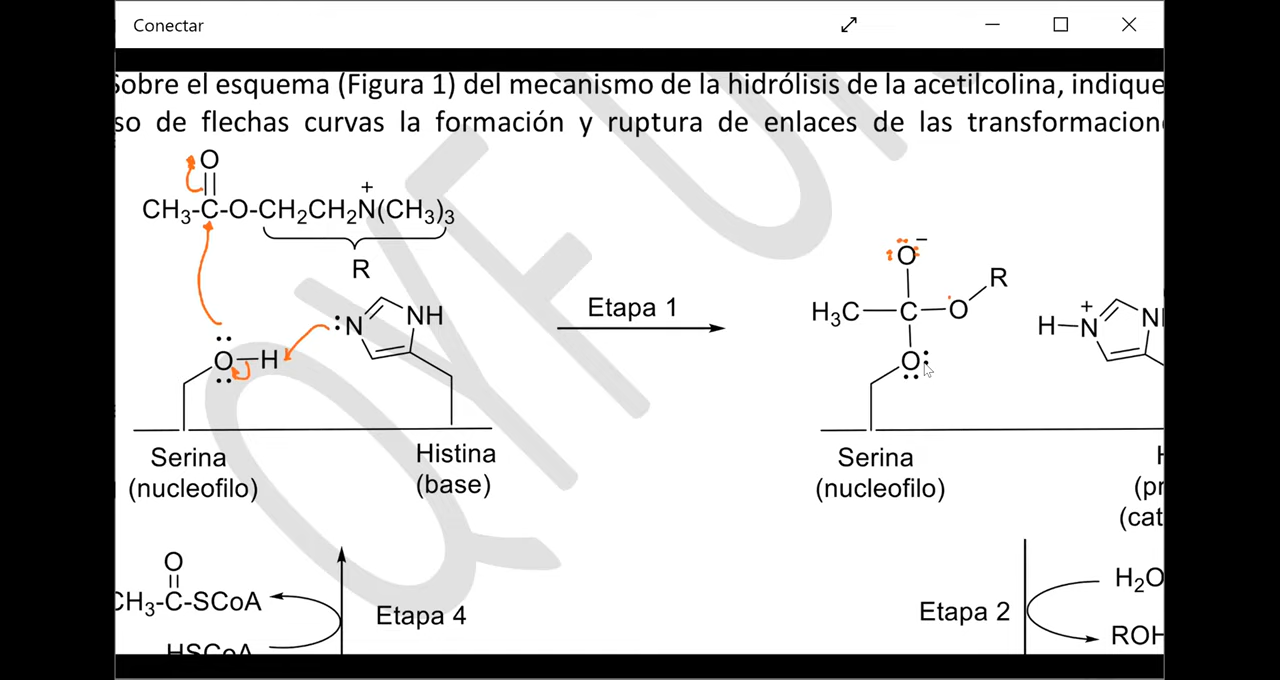 Conectar
Sobre el esquema (Figura 1) del mecanismo de la hidrólisis de la acetilcolina, indique
so de flechas curvas la formación y ruptura de enlaces de las transformacion
O
CH3-C-O-CH2CH2N(CH3)3
+
R
:N
NH
O-H
Serina
(nucleofilo)
Histina
(base)
Etapa 1
O−
R
H3C
C
O
O
+
H-N
N
Serina
(nucleofilo)
H
(pr
(cat
O
CH3-C-SCoA
HSCoA
Etapa 4
Etapa 2
H2O
ROH